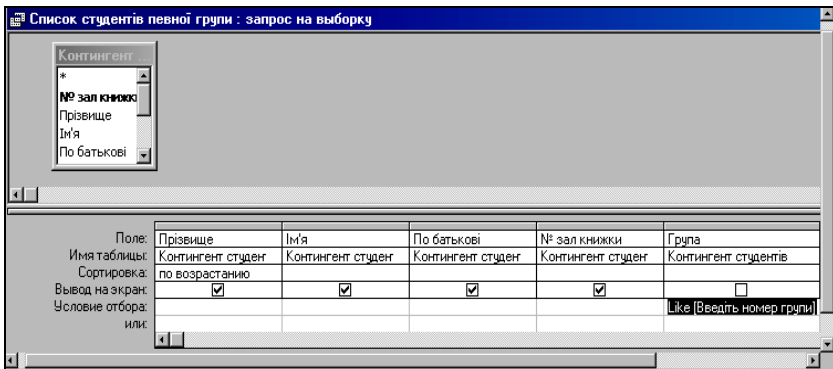 Список студентів певної групи : запрос на выборку
Контингент ...
*
№ зал книжки
Прізвище
Ім'я
По батькові
Поле: Прізвище Ім'я По батькові № зал книжки Група
Имя таблицы: Контингент студен Контингент студен Контингент студен Контингент студен Контингент студентів
Сортировка: по возрастанию
Вывод на экран:
Условие отбора: Like [Введіть номер групи]
или: